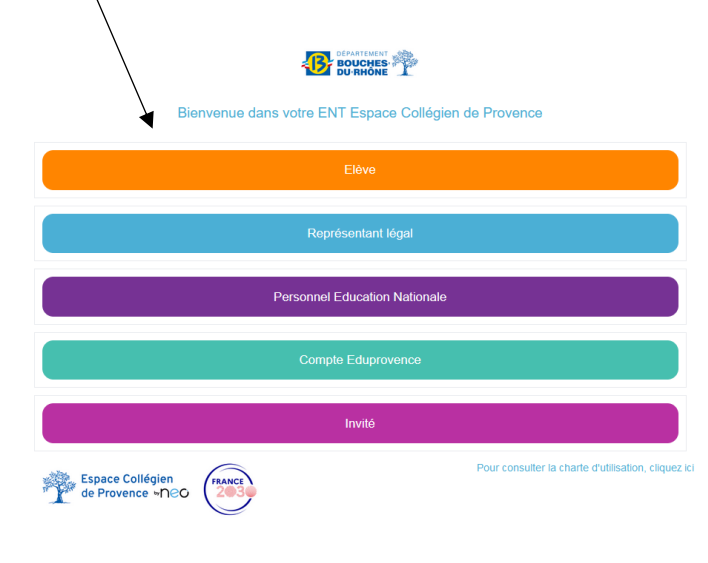 DÉPARTEMENT
BOUCHES-
DU-RHÔNE
Bienvenue dans votre ENT Espace Collégien de Provence
Elève
Représentant légal
Personnel Education Nationale
Compte Eduprovence
Invité
Pour consulter la charte d'utilisation, cliquez ici
Espace Collégien
de Provence by neo
FRANCE
2030